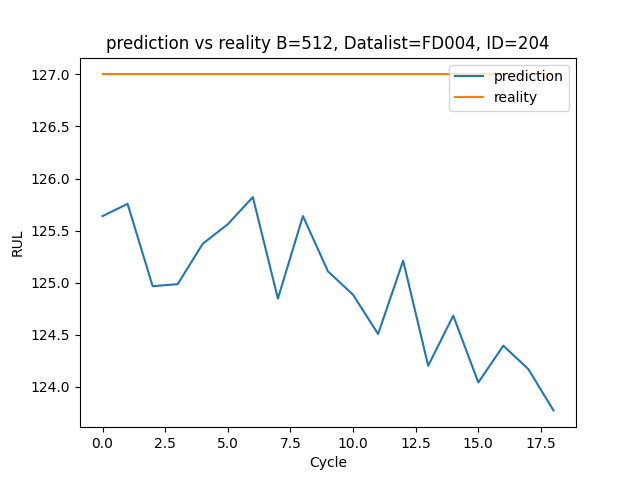 prediction vs reality B=512, Datalist=FD004, ID=204
127.0
126.5
126.0
125.5
125.0
124.5
124.0
RUL
prediction
reality
0.0 2.5 5.0 7.5 10.0 12.5 15.0 17.5
Cycle